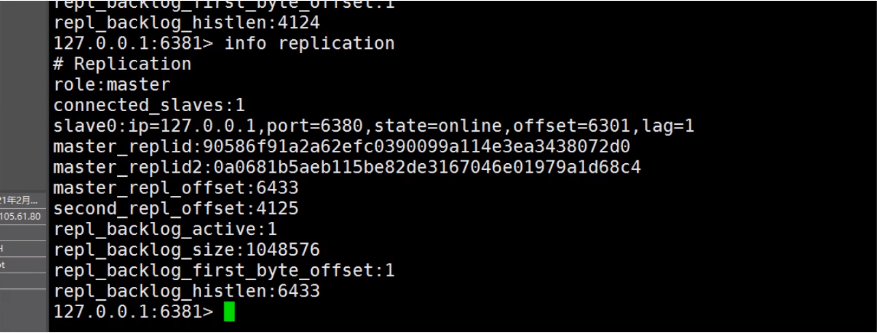 repl_backlog_first_byte_offset:1
repl_backlog_histlen:4124
127.0.0.1:6381> info replication
# Replication
role:master
connected_slaves:1
slave0:ip=127.0.0.1,port=6380,state=online,offset=6301,lag=1
master_replid:90586f91a2a62efc0390099a114e3ea3438072d0
master_replid2:0a0681b5aeb115be82de3167046e01979a1d68c4
master_repl_offset:6433
second_repl_offset:4125
repl_backlog_active:1
repl_backlog_size:1048576
repl_backlog_first_byte_offset:1
repl_backlog_histlen:6433
127.0.0.1:6381>
1年2月...
105.61.80
H
ot